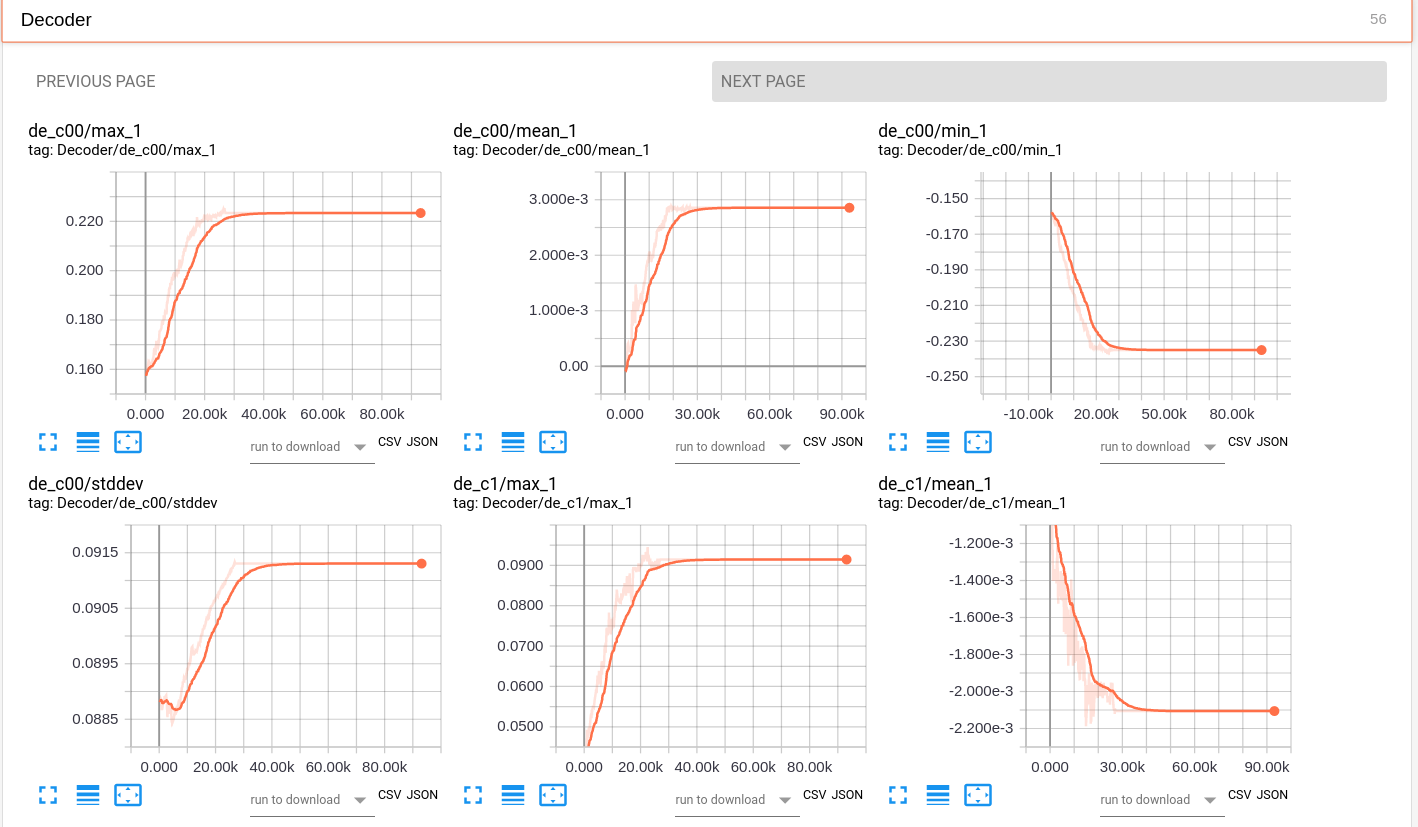 Decoder 56
PREVIOUS PAGE NEXT PAGE
de_c00/max_1
tag: Decoder/de_c00/max_1
0.220
0.200
0.180
0.160
0.000 20.00k 40.00k 60.00k 80.00k
run to download CSV JSON
de_c00/mean_1
tag: Decoder/de_c00/mean_1
3.000e-3
2.000e-3
1.000e-3
0.00
0.000 30.00k 60.00k 90.00k
run to download CSV JSON
de_c00/min_1
tag: Decoder/de_c00/min_1
-0.150
-0.170
-0.190
-0.210
-0.230
-0.250
-10.00k 20.00k 50.00k 80.00k
run to download CSV JSON
de_c00/stddev
tag: Decoder/de_c00/stddev
0.0915
0.0905
0.0895
0.0885
0.000 20.00k 40.00k 60.00k 80.00k
run to download CSV JSON
de_c1/max_1
tag: Decoder/de_c1/max_1
0.0900
0.0800
0.0700
0.0600
0.0500
0.000 20.00k 40.00k 60.00k 80.00k
run to download CSV JSON
de_c1/mean_1
tag: Decoder/de_c1/mean_1
-1.200e-3
-1.400e-3
-1.600e-3
-1.800e-3
-2.000e-3
-2.200e-3
0.000 30.00k 60.00k 90.00k
run to download CSV JSON